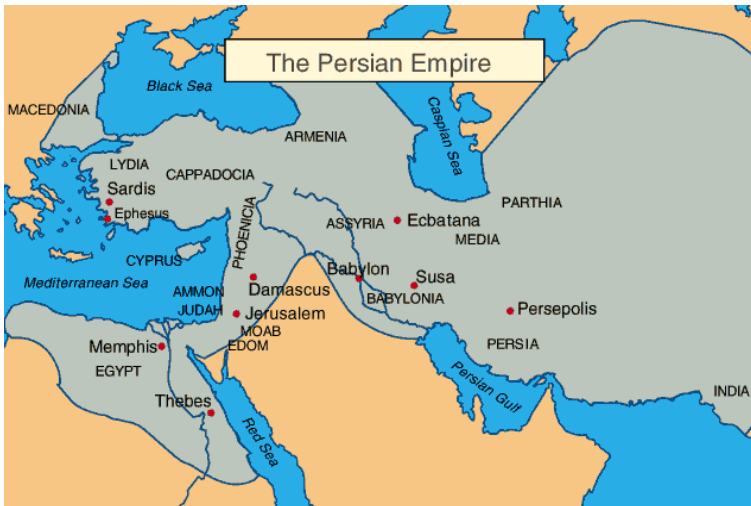 The Persian Empire
Black Sea
MACEDONIA
Caspian Sea
ARMENIA
LYDIA
CAPPADOCIA
Sardis
PARTHIA
Ephesus
PHOENICIA
ASSYRIA
Ecbatana
MEDIA
CYPRUS
Mediterranean Sea
Babylon
Susa
AMMON
Damascus
BABYLONIA
JUDAH
Jerusalem
Persepolis
MOAB
Memphis
EDOM
PERSIA
EGYPT
Persian Gulf
INDIA
Thebes
Red Sea